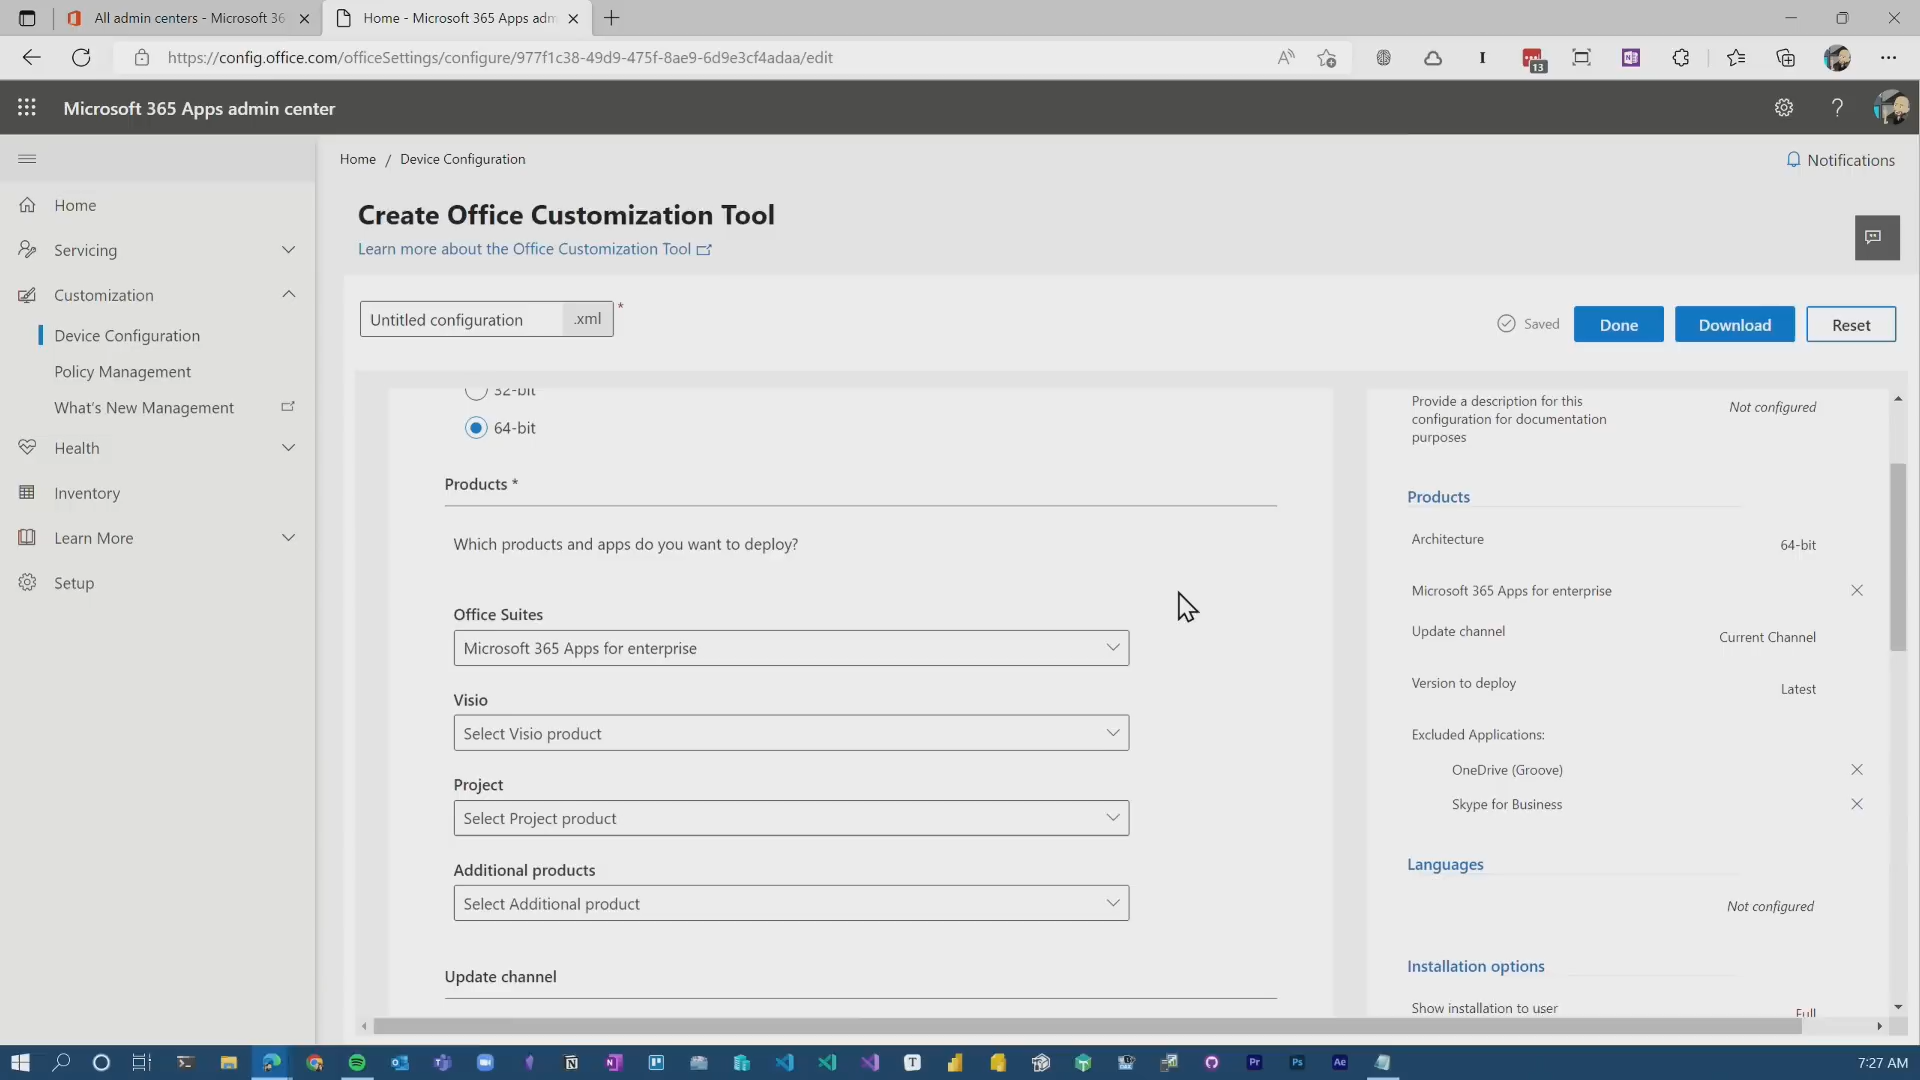 All admin centers - Microsoft 36
Home - Microsoft 365 Apps adm
https://config.office.com/officeSettings/configure/977f1c38-49d9-475f-8ae9-6d9e3cf4adaa/edit
13
Microsoft 365 Apps admin center
Home / Device Configuration
Notifications
Home
Servicing
Customization
Device Configuration
Policy Management
What's New Management
Health
Inventory
Learn More
Setup
Create Office Customization Tool
Learn more about the Office Customization Tool
Untitled configuration .xml *
Saved
Done
Download
Reset
32-bit
64-bit
Products *
Which products and apps do you want to deploy?
Office Suites
Microsoft 365 Apps for enterprise
Visio
Select Visio product
Project
Select Project product
Additional products
Select Additional product
Update channel
Provide a description for this
configuration for documentation
purposes
Not configured
Products
Architecture
64-bit
Microsoft 365 Apps for enterprise
Update channel
Current Channel
Version to deploy
Latest
Excluded Applications:
OneDrive (Groove)
Skype for Business
Languages
Not configured
Installation options
Show installation to user
Full
7:27 AM